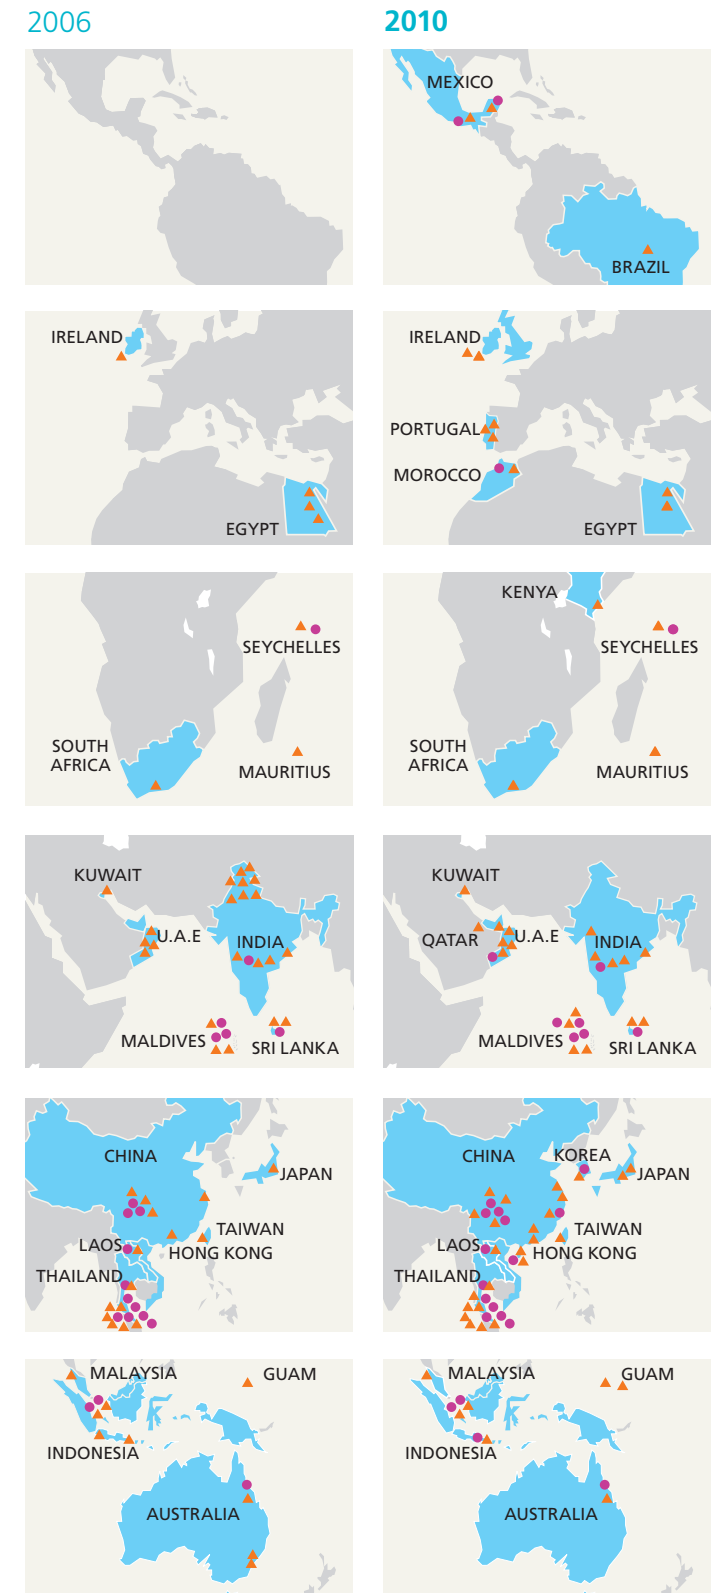 2006
2010
MEXICO
BRAZIL
IRELAND
EGYPT
IRELAND
PORTUGAL
MOROCCO
EGYPT
SEYCHELLES
SOUTH
AFRICA
MAURITIUS
KENYA
SEYCHELLES
SOUTH
AFRICA
MAURITIUS
KUWAIT
U.A.E
INDIA
MALDIVES
SRI LANKA
KUWAIT
QATAR
U.A.E
INDIA
MALDIVES
SRI LANKA
CHINA
JAPAN
TAIWAN
LAOS
HONG KONG
THAILAND
CHINA
KOREA
JAPAN
TAIWAN
LAOS
HONG KONG
THAILAND
MALAYSIA
GUAM
INDONESIA
AUSTRALIA
MALAYSIA
GUAM
INDONESIA
AUSTRALIA